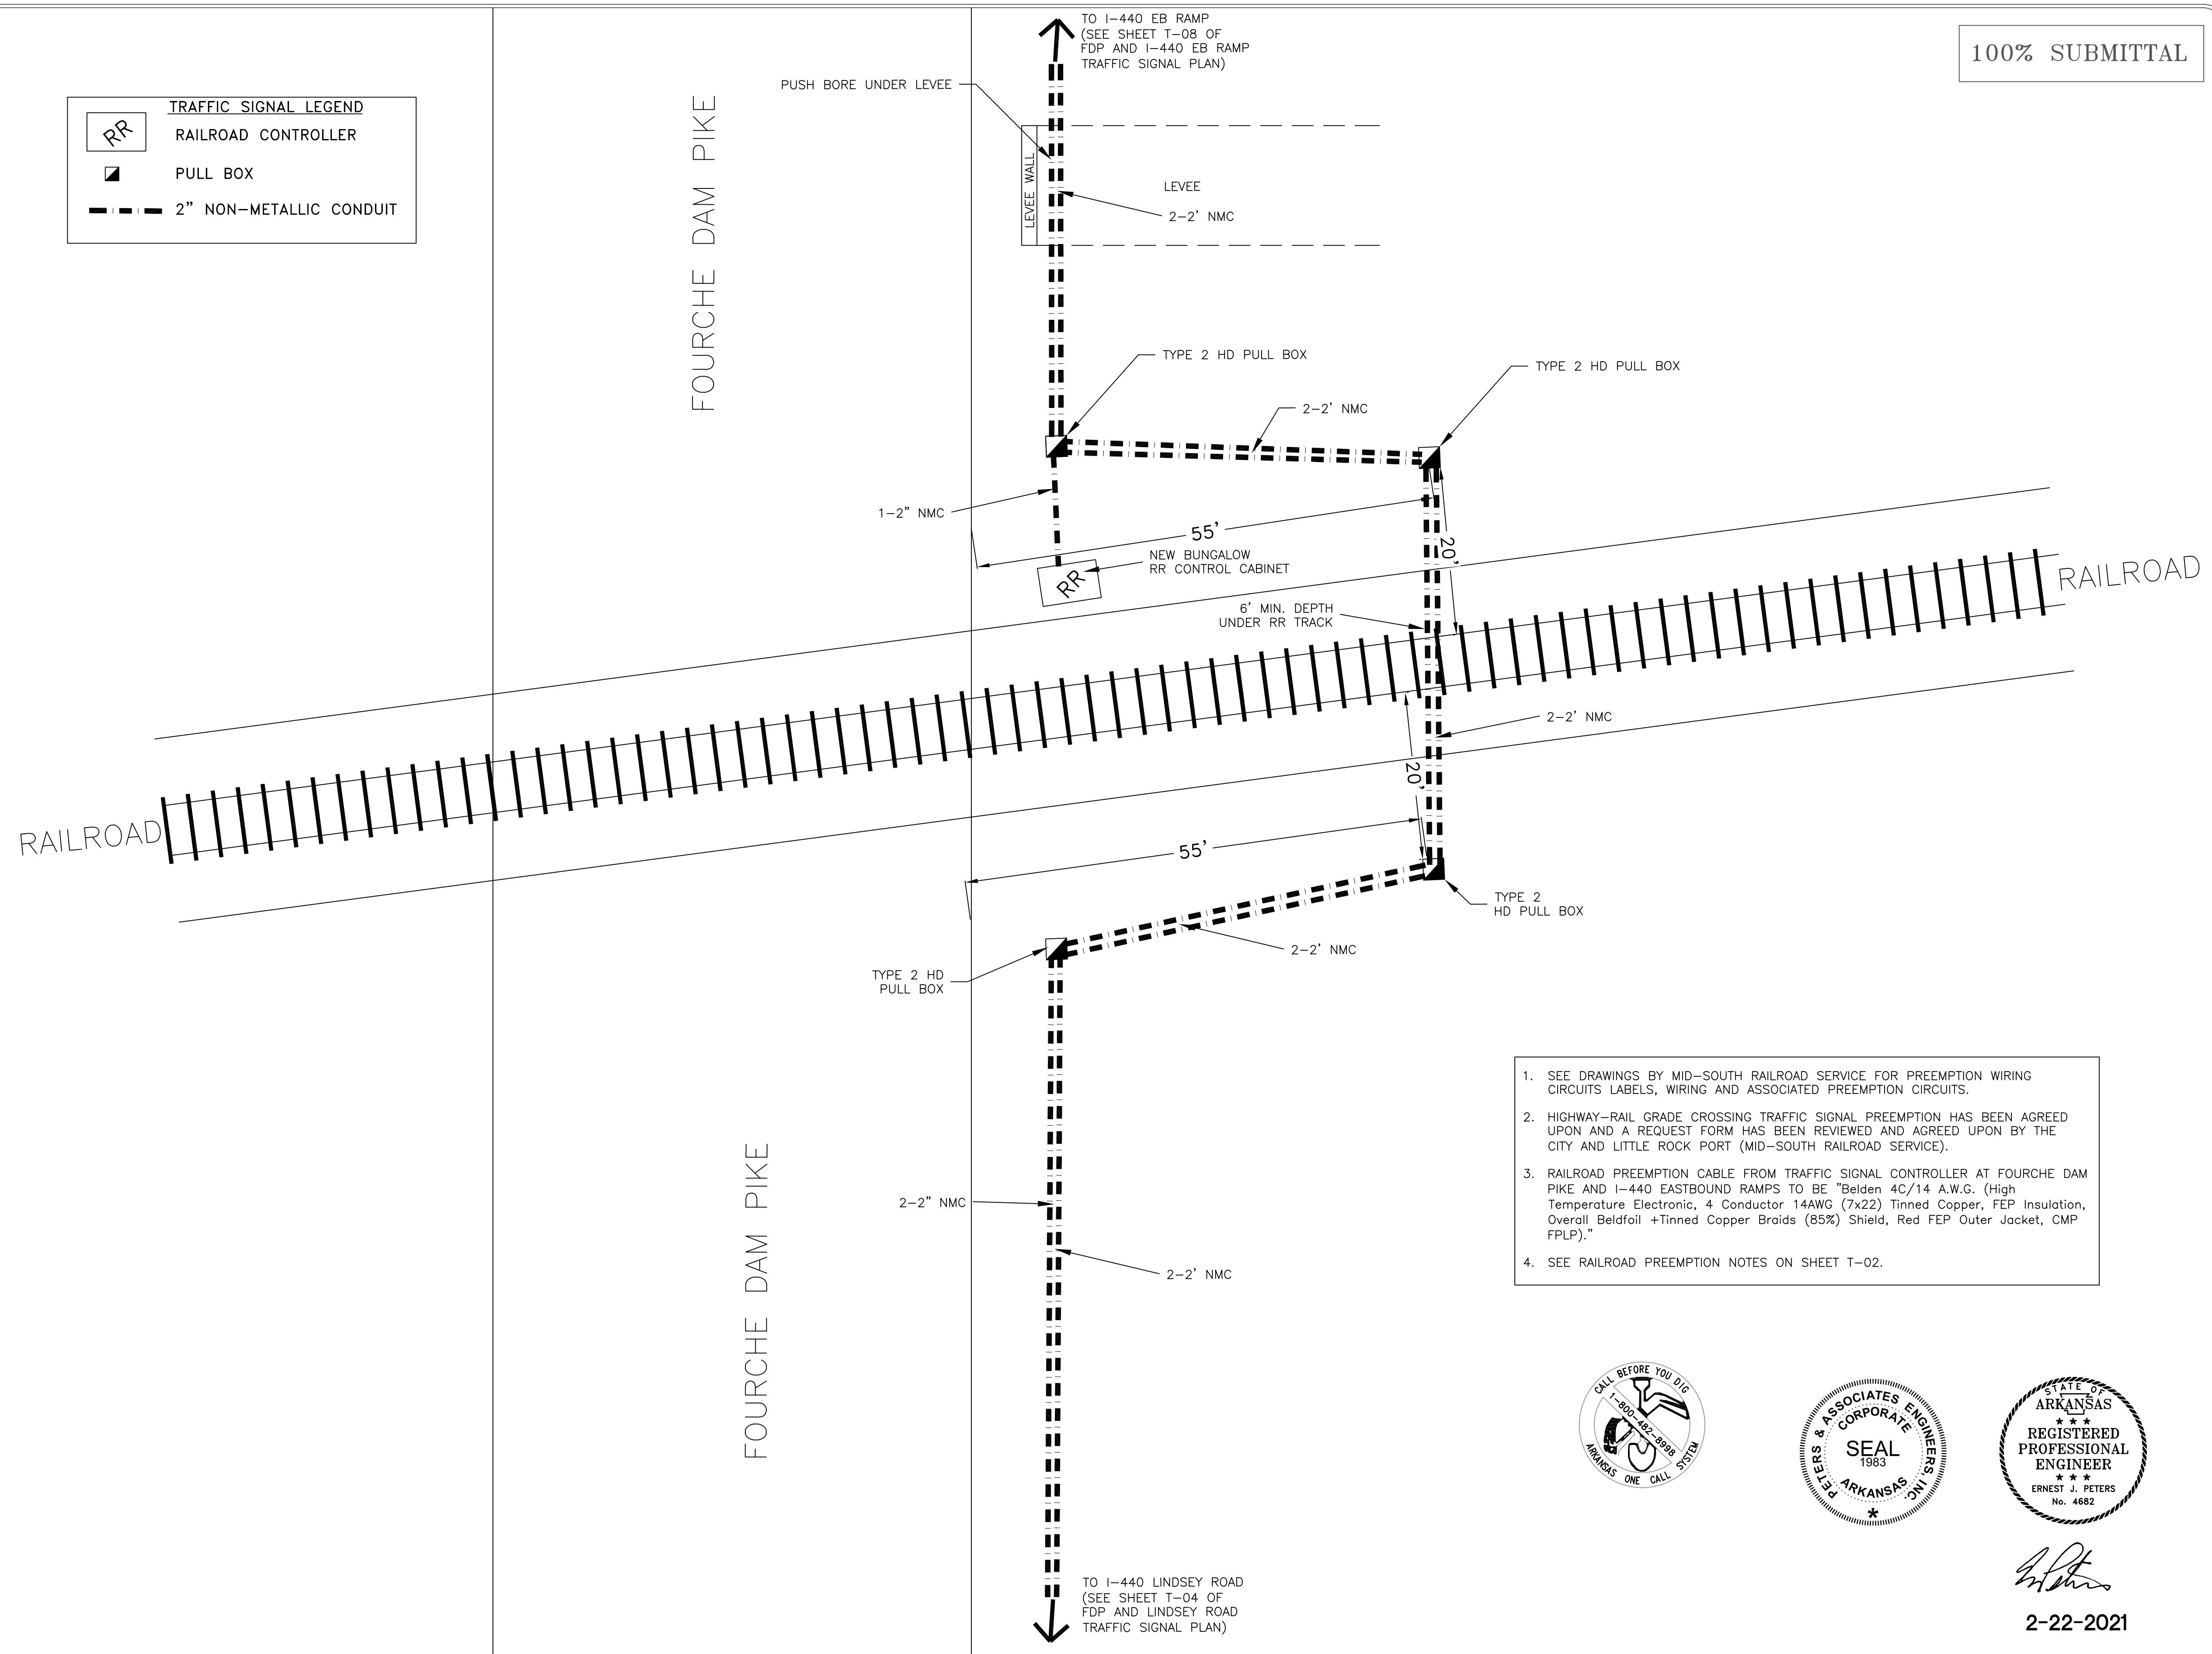 100% SUBMITTAL
TO I-440 EB RAMP
(SEE SHEET T-08 OF
FDP AND I-440 EB RAMP
TRAFFIC SIGNAL PLAN)
PUSH BORE UNDER LEVEE
TRAFFIC SIGNAL LEGEND
RR
RAILROAD CONTROLLER
PULL BOX
2" NON-METALLIC CONDUIT
FOURCHE DAM PIKE
LEVEE WALL
LEVEE
2-2' NMC
TYPE 2 HD PULL BOX
TYPE 2 HD PULL BOX
2-2' NMC
1-2" NMC
55'
20'
NEW BUNGALOW
RR CONTROL CABINET
RR
RAILROAD
6' MIN. DEPTH
UNDER RR TRACK
2-2' NMC
20'
RAILROAD
55'
TYPE 2
HD PULL BOX
2-2' NMC
TYPE 2 HD
PULL BOX
FOURCHE DAM PIKE
2-2" NMC
2-2' NMC
1. SEE DRAWINGS BY MID-SOUTH RAILROAD SERVICE FOR PREEMPTION WIRING
CIRCUITS LABELS, WIRING AND ASSOCIATED PREEMPTION CIRCUITS.
2. HIGHWAY-RAIL GRADE CROSSING TRAFFIC SIGNAL PREEMPTION HAS BEEN AGREED
UPON AND A REQUEST FORM HAS BEEN REVIEWED AND AGREED UPON BY THE
CITY AND LITTLE ROCK PORT (MID-SOUTH RAILROAD SERVICE).
3. RAILROAD PREEMPTION CABLE FROM TRAFFIC SIGNAL CONTROLLER AT FOURCHE DAM
PIKE AND I-440 EASTBOUND RAMPS TO BE "Belden 4C/14 A.W.G. (High
Temperature Electronic, 4 Conductor 14AWG (7x22) Tinned Copper, FEP Insulation,
Overall Beldfoil +Tinned Copper Braids (85%) Shield, Red FEP Outer Jacket, CMP
FPLP)."
4. SEE RAILROAD PREEMPTION NOTES ON SHEET T-02.
CALL BEFORE YOU DIG
1-800-482-8998
ARKANSAS ONE CALL SYSTEM
PETERS & ASSOCIATES ENGINEERS, INC.
CORPORATE
SEAL
1983
ARKANSAS
*
STATE OF
ARKANSAS
★ ★ ★
REGISTERED
PROFESSIONAL
ENGINEER
★ ★ ★
ERNEST J. PETERS
No. 4682
2-22-2021
TO I-440 LINDSEY ROAD
(SEE SHEET T-04 OF
FDP AND LINDSEY ROAD
TRAFFIC SIGNAL PLAN)